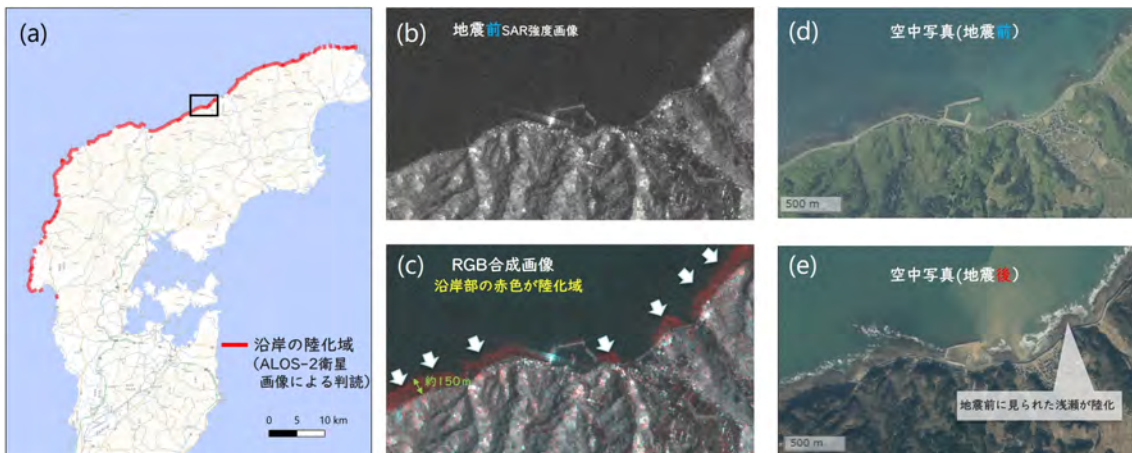 (a)
沿岸の陸化域
(ALOS-2衛星
画像による判読)
0 5 10 km
(b)
地震前SAR強度画像
(c)
RGB合成画像
沿岸部の赤色が陸化域
約150m
(d)
空中写真(地震前)
500 m
(e)
空中写真(地震後)
地震前に見られた浅瀬が陸化
500 m